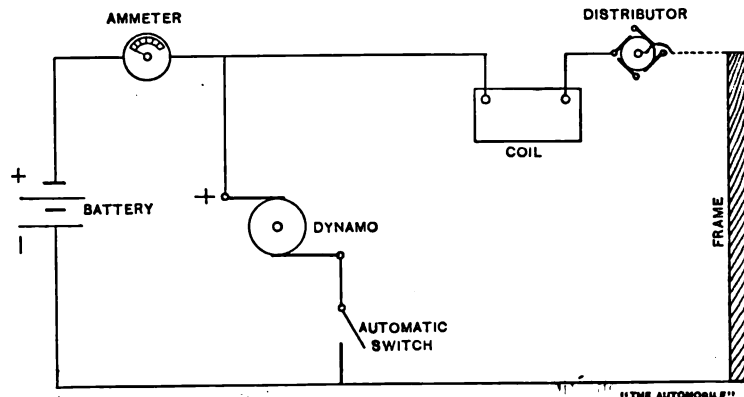 AMMETER
DISTRIBUTOR
COIL
+
BATTERY
−
+
DYNAMO
FRAME
AUTOMATIC
SWITCH
"THE AUTOMOBILE"